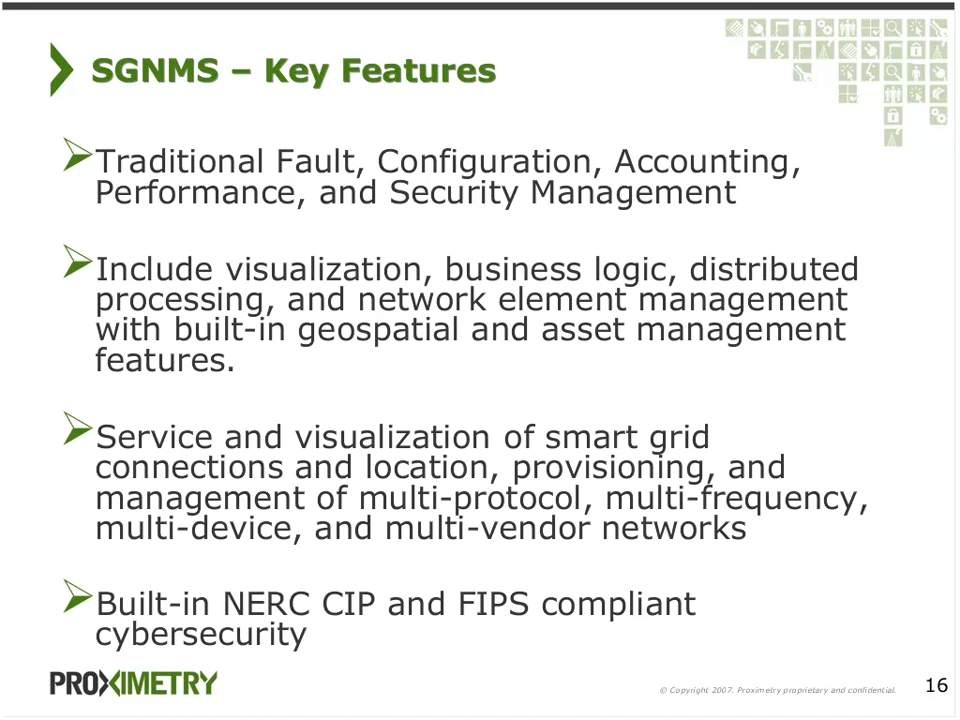 SGNMS – Key Features
Traditional Fault, Configuration, Accounting,
Performance, and Security Management
Include visualization, business logic, distributed
processing, and network element management
with built-in geospatial and asset management
features.
Service and visualization of smart grid
connections and location, provisioning, and
management of multi-protocol, multi-frequency,
multi-device, and multi-vendor networks
Built-in NERC CIP and FIPS compliant
cybersecurity
PROXIMETRY
© Copyright 2007. Proximetry proprietary and confidential.
16